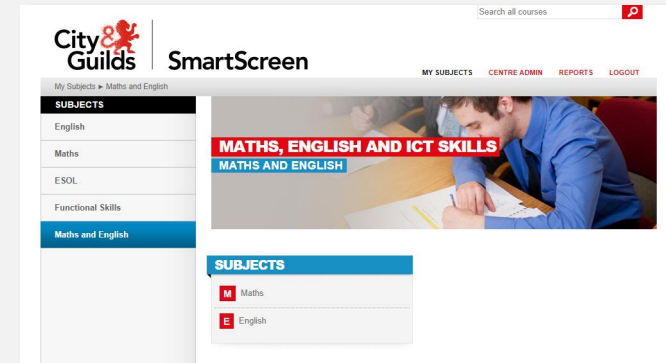 Search all courses
City & Guilds
SmartScreen
MY SUBJECTS CENTRE ADMIN REPORTS LOGOUT
My Subjects ► Maths and English
SUBJECTS
English
Maths
ESOL
Functional Skills
Maths and English
MATHS, ENGLISH AND ICT SKILLS
MATHS AND ENGLISH
SUBJECTS
M Maths
E English